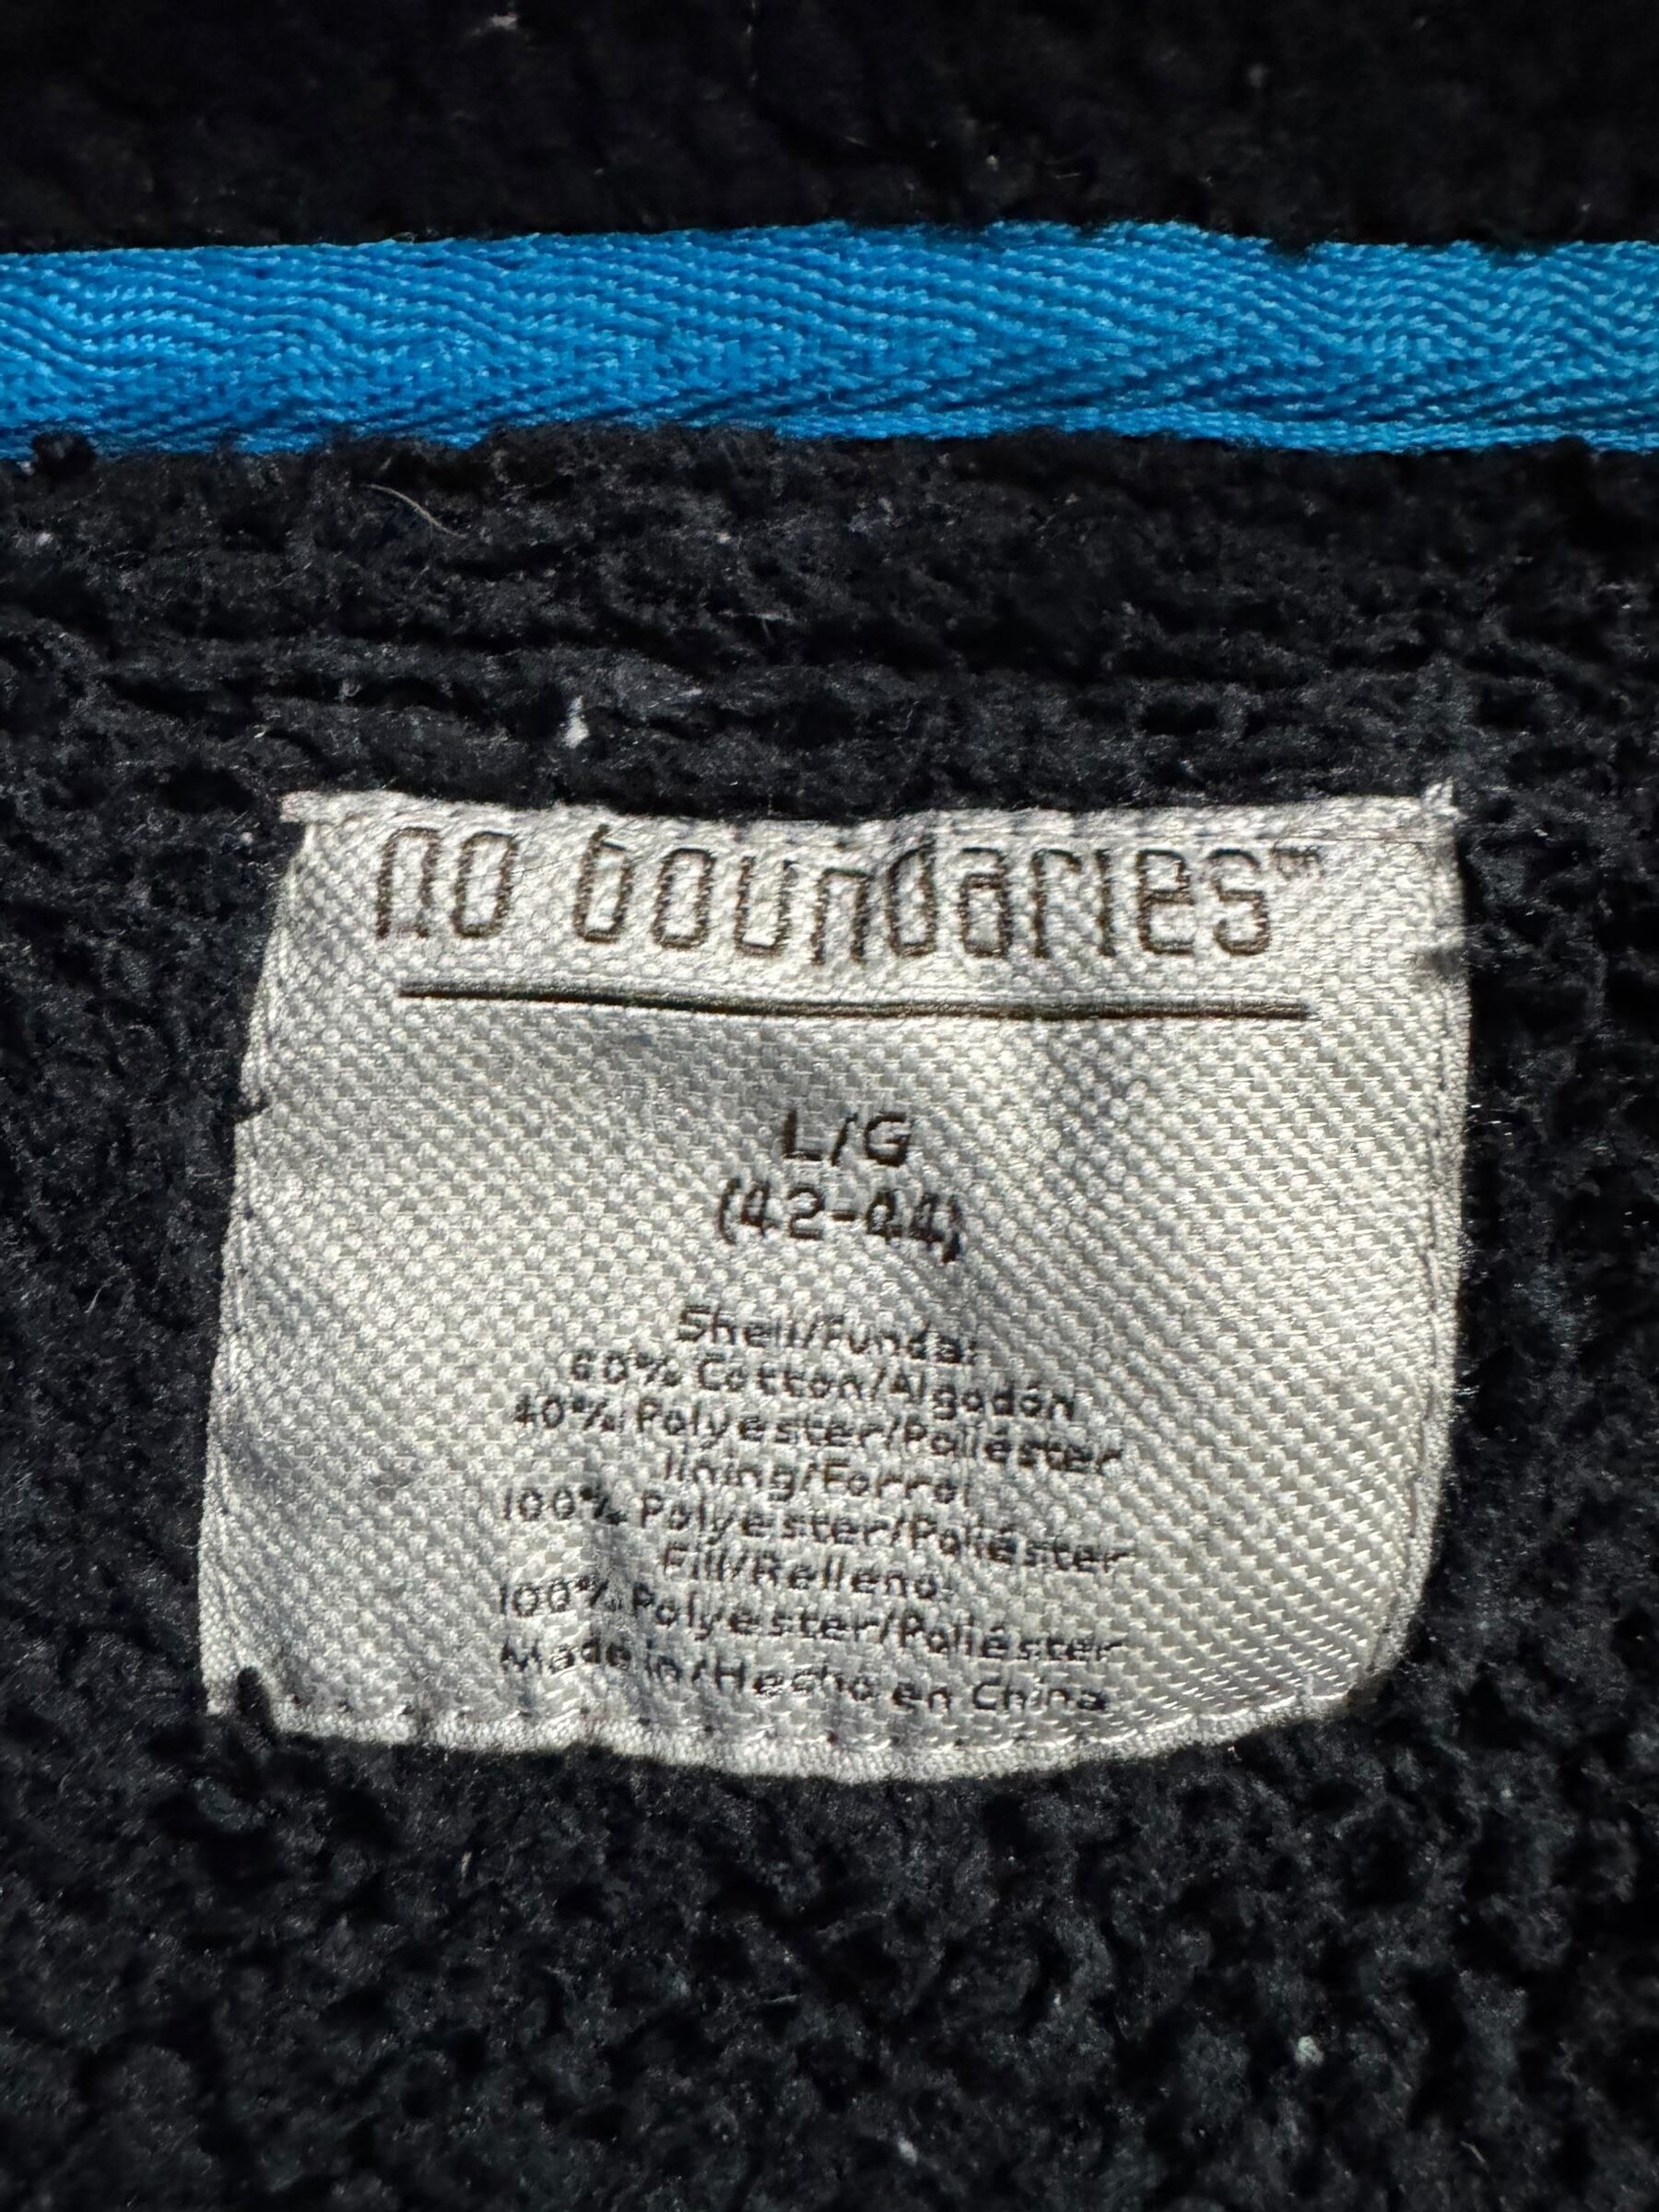 no boundaries™
L/G
(42-44)
Shell/Funda:
60% Cotton/Algodón
40% Polyester/Poliéster
lining/Forro:
100% Polyester/Poliéster
Fill/Relleno:
100% Polyester/Poliéster
Made in/Hecho en China